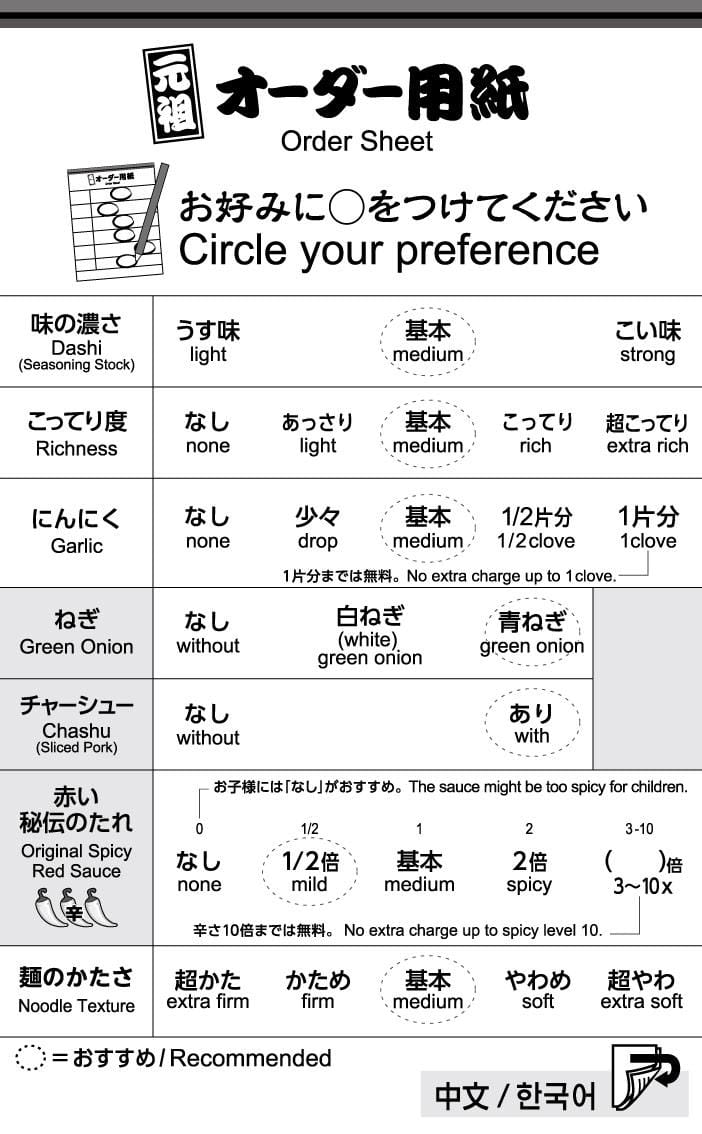 元祖
オーダー用紙
Order Sheet
オーダー用紙
お好みに○をつけてください
Circle your preference
味の濃さ
Dashi
(Seasoning Stock)
うす味 基本 こい味
light medium strong
こってり度
Richness
なし あっさり 基本 こってり 超こってり
none light medium rich extra rich
にんにく
Garlic
なし 少々 基本 1/2片分 1片分
none drop medium 1/2clove 1clove
1片分までは無料。No extra charge up to 1clove.
ねぎ
Green Onion
なし 白ねぎ 青ねぎ
without (white) green onion
green onion
チャーシュー
Chashu
(Sliced Pork)
なし あり
without with
赤い
秘伝のたれ
Original Spicy
Red Sauce
辛
お子様には「なし」がおすすめ。The sauce might be too spicy for children.
0 1/2 1 2 3-10
なし 1/2倍 基本 2倍 ( )倍
none mild medium spicy 3〜10x
辛さ10倍までは無料。 No extra charge up to spicy level 10.
麺のかたさ
Noodle Texture
超かた かため 基本 やわめ 超やわ
extra firm firm medium soft extra soft
=おすすめ/Recommended
中文 / 한국어